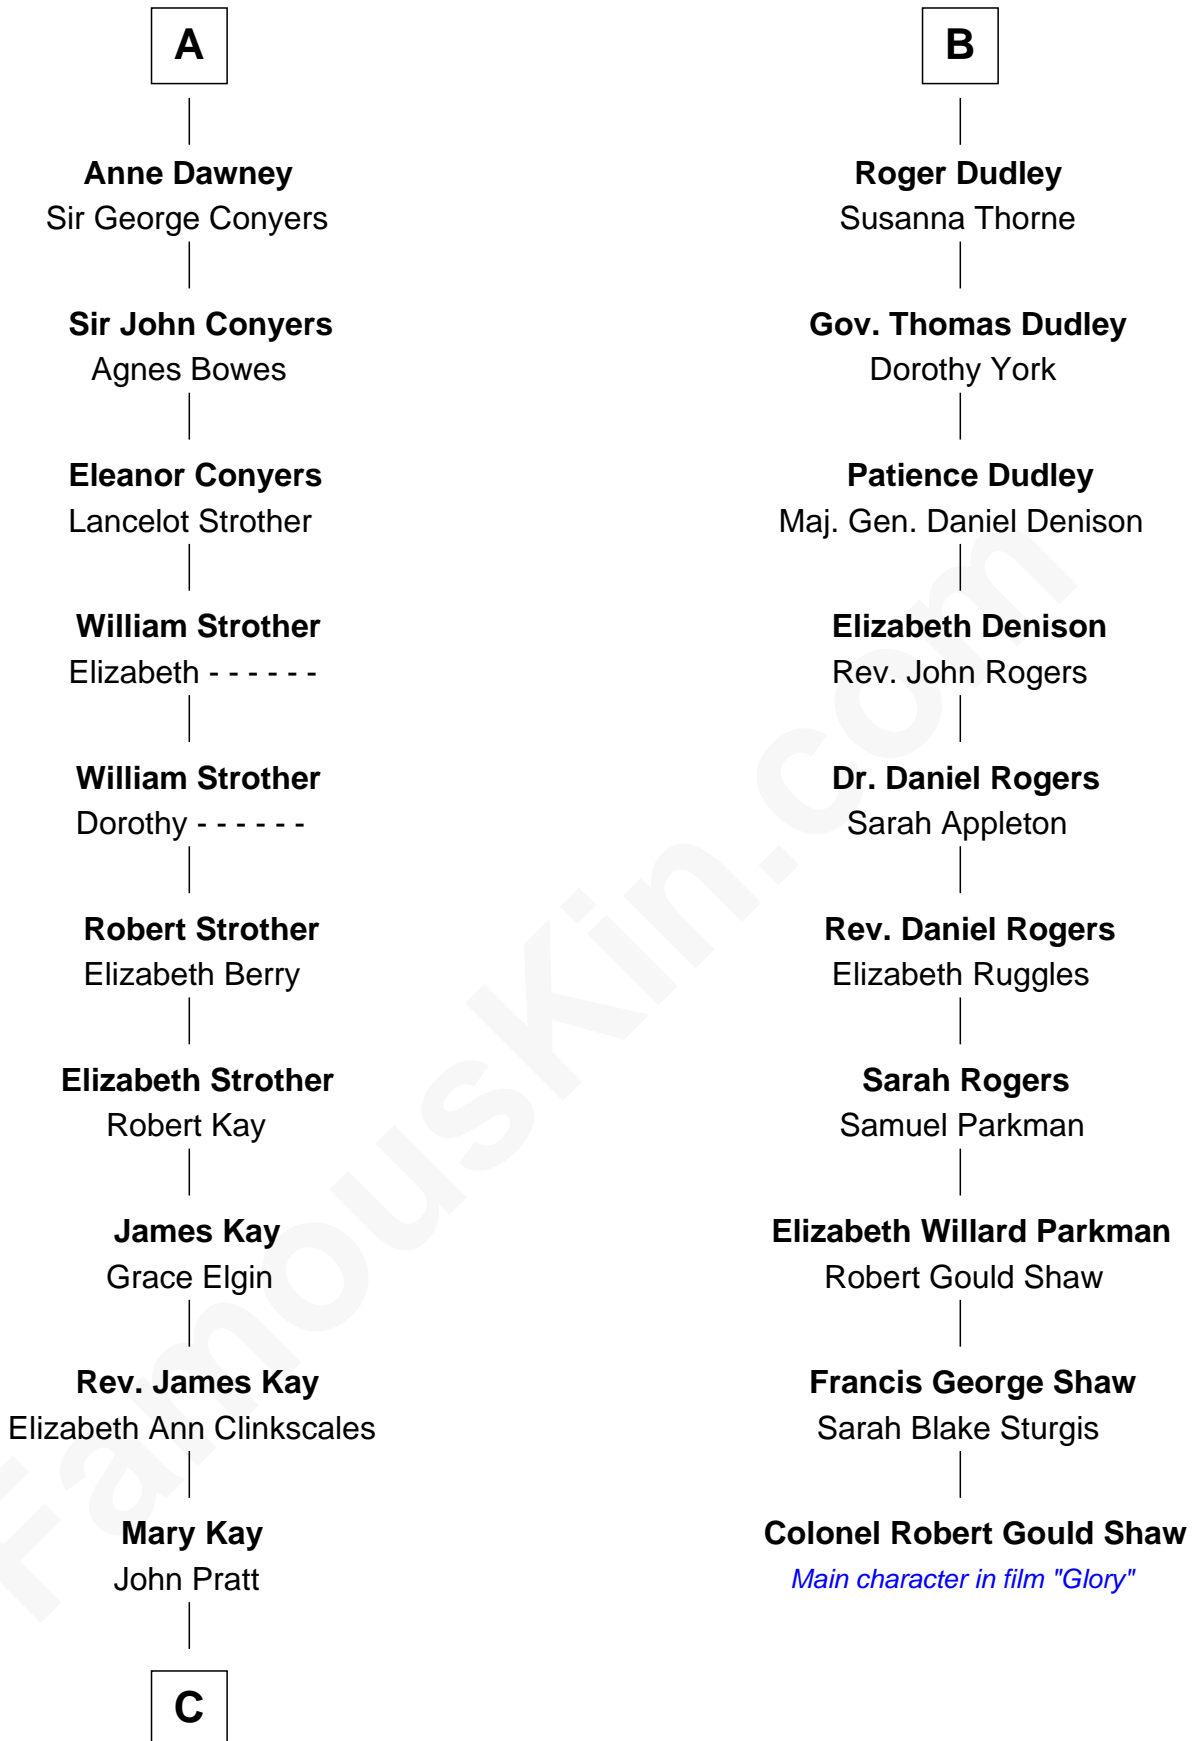 A
Anne Dawney
Sir George Conyers
Sir John Conyers
Agnes Bowes
Eleanor Conyers
Lancelot Strother
William Strother
Elizabeth - - - - - -
William Strother
Dorothy - - - - - -
Robert Strother
Elizabeth Berry
Elizabeth Strother
Robert Kay
James Kay
Grace Elgin
Rev. James Kay
Elizabeth Ann Clinkscales
Mary Kay
John Pratt
C
B
Roger Dudley
Susanna Thorne
Gov. Thomas Dudley
Dorothy York
Patience Dudley
Maj. Gen. Daniel Denison
Elizabeth Denison
Rev. John Rogers
Dr. Daniel Rogers
Sarah Appleton
Rev. Daniel Rogers
Elizabeth Ruggles
Sarah Rogers
Samuel Parkman
Elizabeth Willard Parkman
Robert Gould Shaw
Francis George Shaw
Sarah Blake Sturgis
Colonel Robert Gould Shaw
Main character in film "Glory"
FamousKin.com